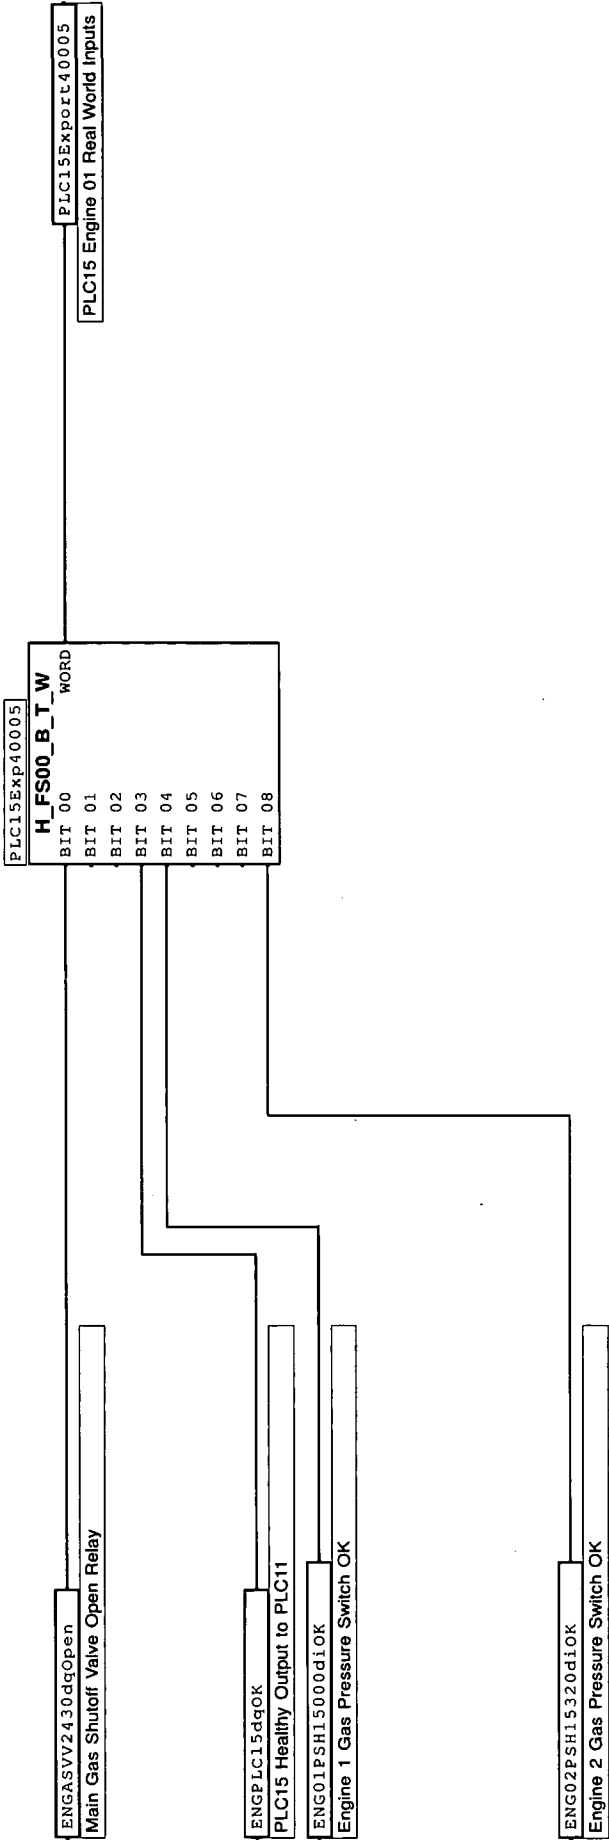 ENGASVV2430dqOpen
Main Gas Shutoff Valve Open Relay
ENGPLC15dqOK
PLC15 Healthy Output to PLC11
ENG01PSH15000diOK
Engine 1 Gas Pressure Switch OK
ENG02PSH15320diOK
Engine 2 Gas Pressure Switch OK
PLC15Exp40005
H_FS00_B_T_W
BIT 00 WORD
BIT 01
BIT 02
BIT 03
BIT 04
BIT 05
BIT 06
BIT 07
BIT 08
PLC15Export40005
PLC15 Engine 01 Real World Inputs